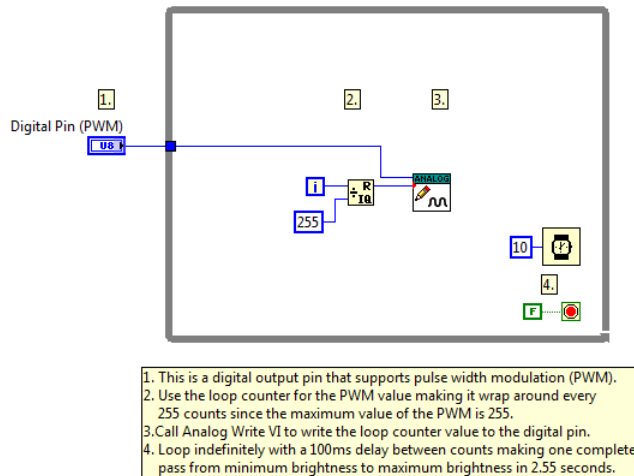 1.
2.
3.
Digital Pin (PWM)
U8
ANALOG
i
R
IQ
255
10
4.
F
1. This is a digital output pin that supports pulse width modulation (PWM).
2. Use the loop counter for the PWM value making it wrap around every
255 counts since the maximum value of the PWM is 255.
3.Call Analog Write VI to write the loop counter value to the digital pin.
4. Loop indefinitely with a 100ms delay between counts making one complete
pass from minimum brightness to maximum brightness in 2.55 seconds.